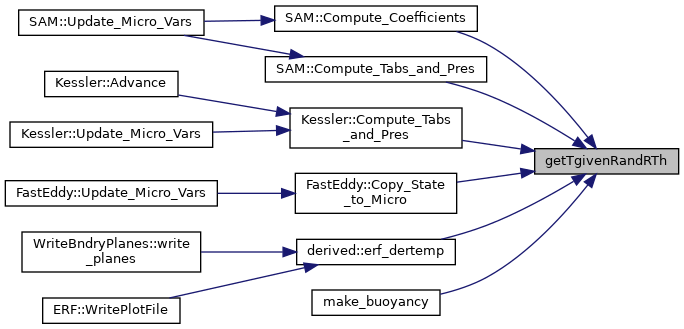 SAM::Update_Micro_Vars
SAM::Compute_Coefficients
SAM::Compute_Tabs_and_Pres
Kessler::Advance
Kessler::Compute_Tabs
_and_Pres
Kessler::Update_Micro_Vars
getTgivenRandRTh
FastEddy::Update_Micro_Vars
FastEddy::Copy_State
_to_Micro
WriteBndryPlanes::write
_planes
derived::erf_dertemp
ERF::WritePlotFile
make_buoyancy